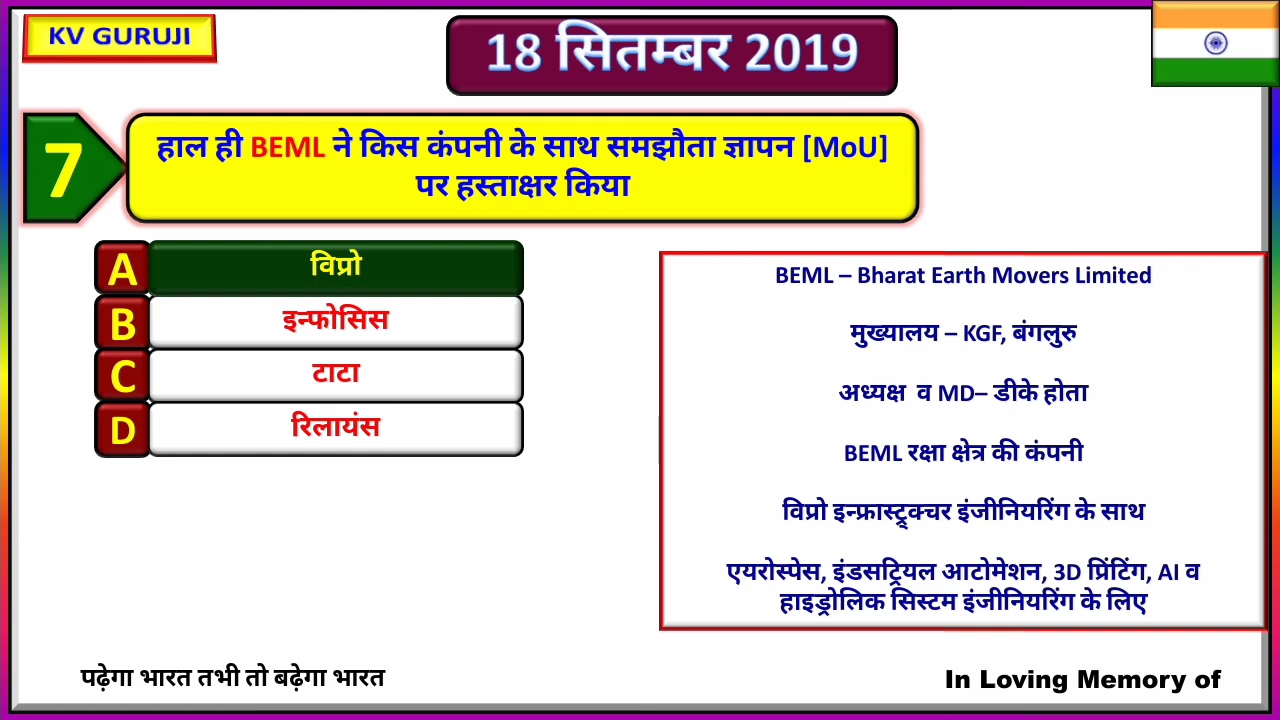 KV GURUJI
18 सितम्बर 2019
7
हाल ही BEML ने किस कंपनी के साथ समझौता ज्ञापन [MoU]
पर हस्ताक्षर किया
A
विप्रो
B
इन्फोसिस
C
टाटा
D
रिलायंस
BEML – Bharat Earth Movers Limited
मुख्यालय – KGF, बंगलुरु
अध्यक्ष व MD– डीके होता
BEML रक्षा क्षेत्र की कंपनी
विप्रो इन्फ्रास्ट्र्क्चर इंजीनियरिंग के साथ
एयरोस्पेस, इंडसट्रियल आटोमेशन, 3D प्रिंटिंग, AI व
हाइड्रोलिक सिस्टम इंजीनियरिंग के लिए
पढ़ेगा भारत तभी तो बढ़ेगा भारत
In Loving Memory of